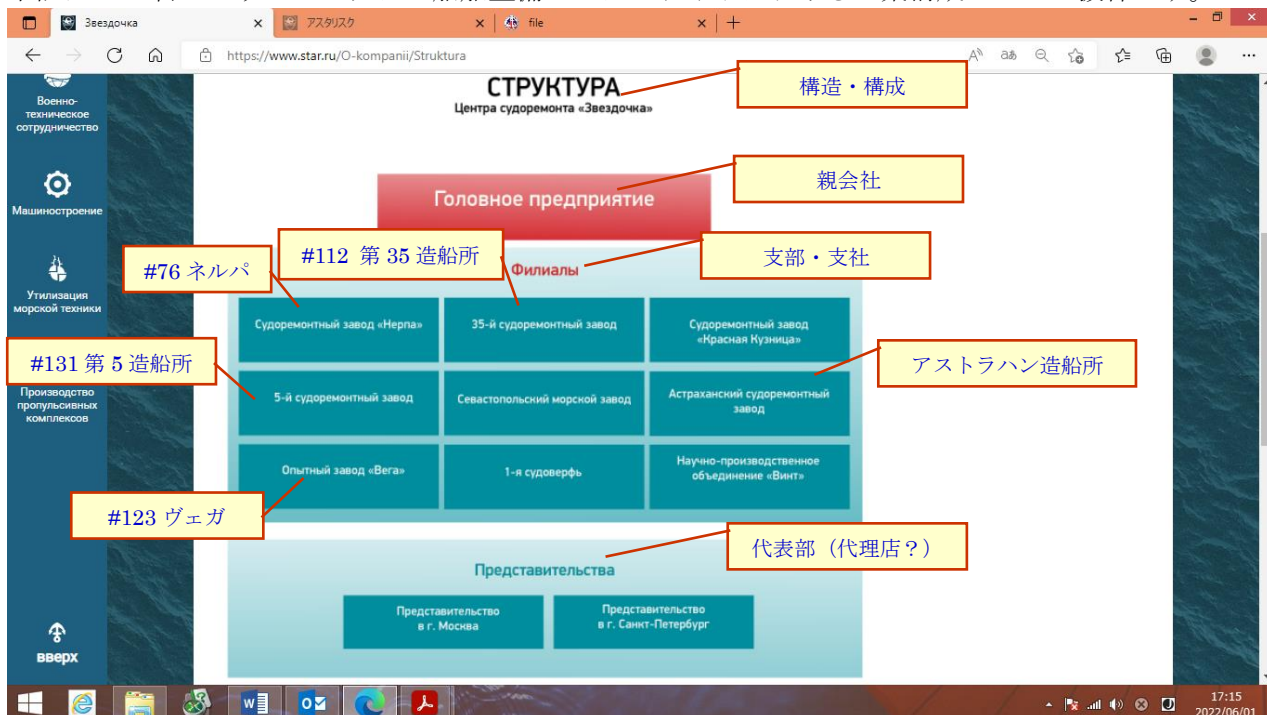 Звездочка
アスタリスク
file
https://www.star.ru/O-kompanii/Struktura
Военно-
техническое
сотрудничество
Машиностроение
Утилизация
морской техники
Производство
пропульсивных
комплексов
вверх
СТРУКТУРА
Центра судоремонта «Звездочка»
構造・構成
Головное предприятие
親会社
Филиалы
支部・支社
#76 ネルパ
#112 第 35 造船所
Судоремонтный завод «Нерпа»
35-й судоремонтный завод
Судоремонтный завод
«Красная Кузница»
#131 第 5 造船所
アストラハン造船所
5-й судоремонтный завод
Севастопольский морской завод
Астраханский судоремонтный
завод
Опытный завод «Вега»
1-я судоверфь
Научно-производственное
объединение «Винт»
#123 ヴェガ
代表部（代理店？）
Представительства
Представительство
в г. Москва
Представительство
в г. Санкт-Петербург
17:15
2022/06/01